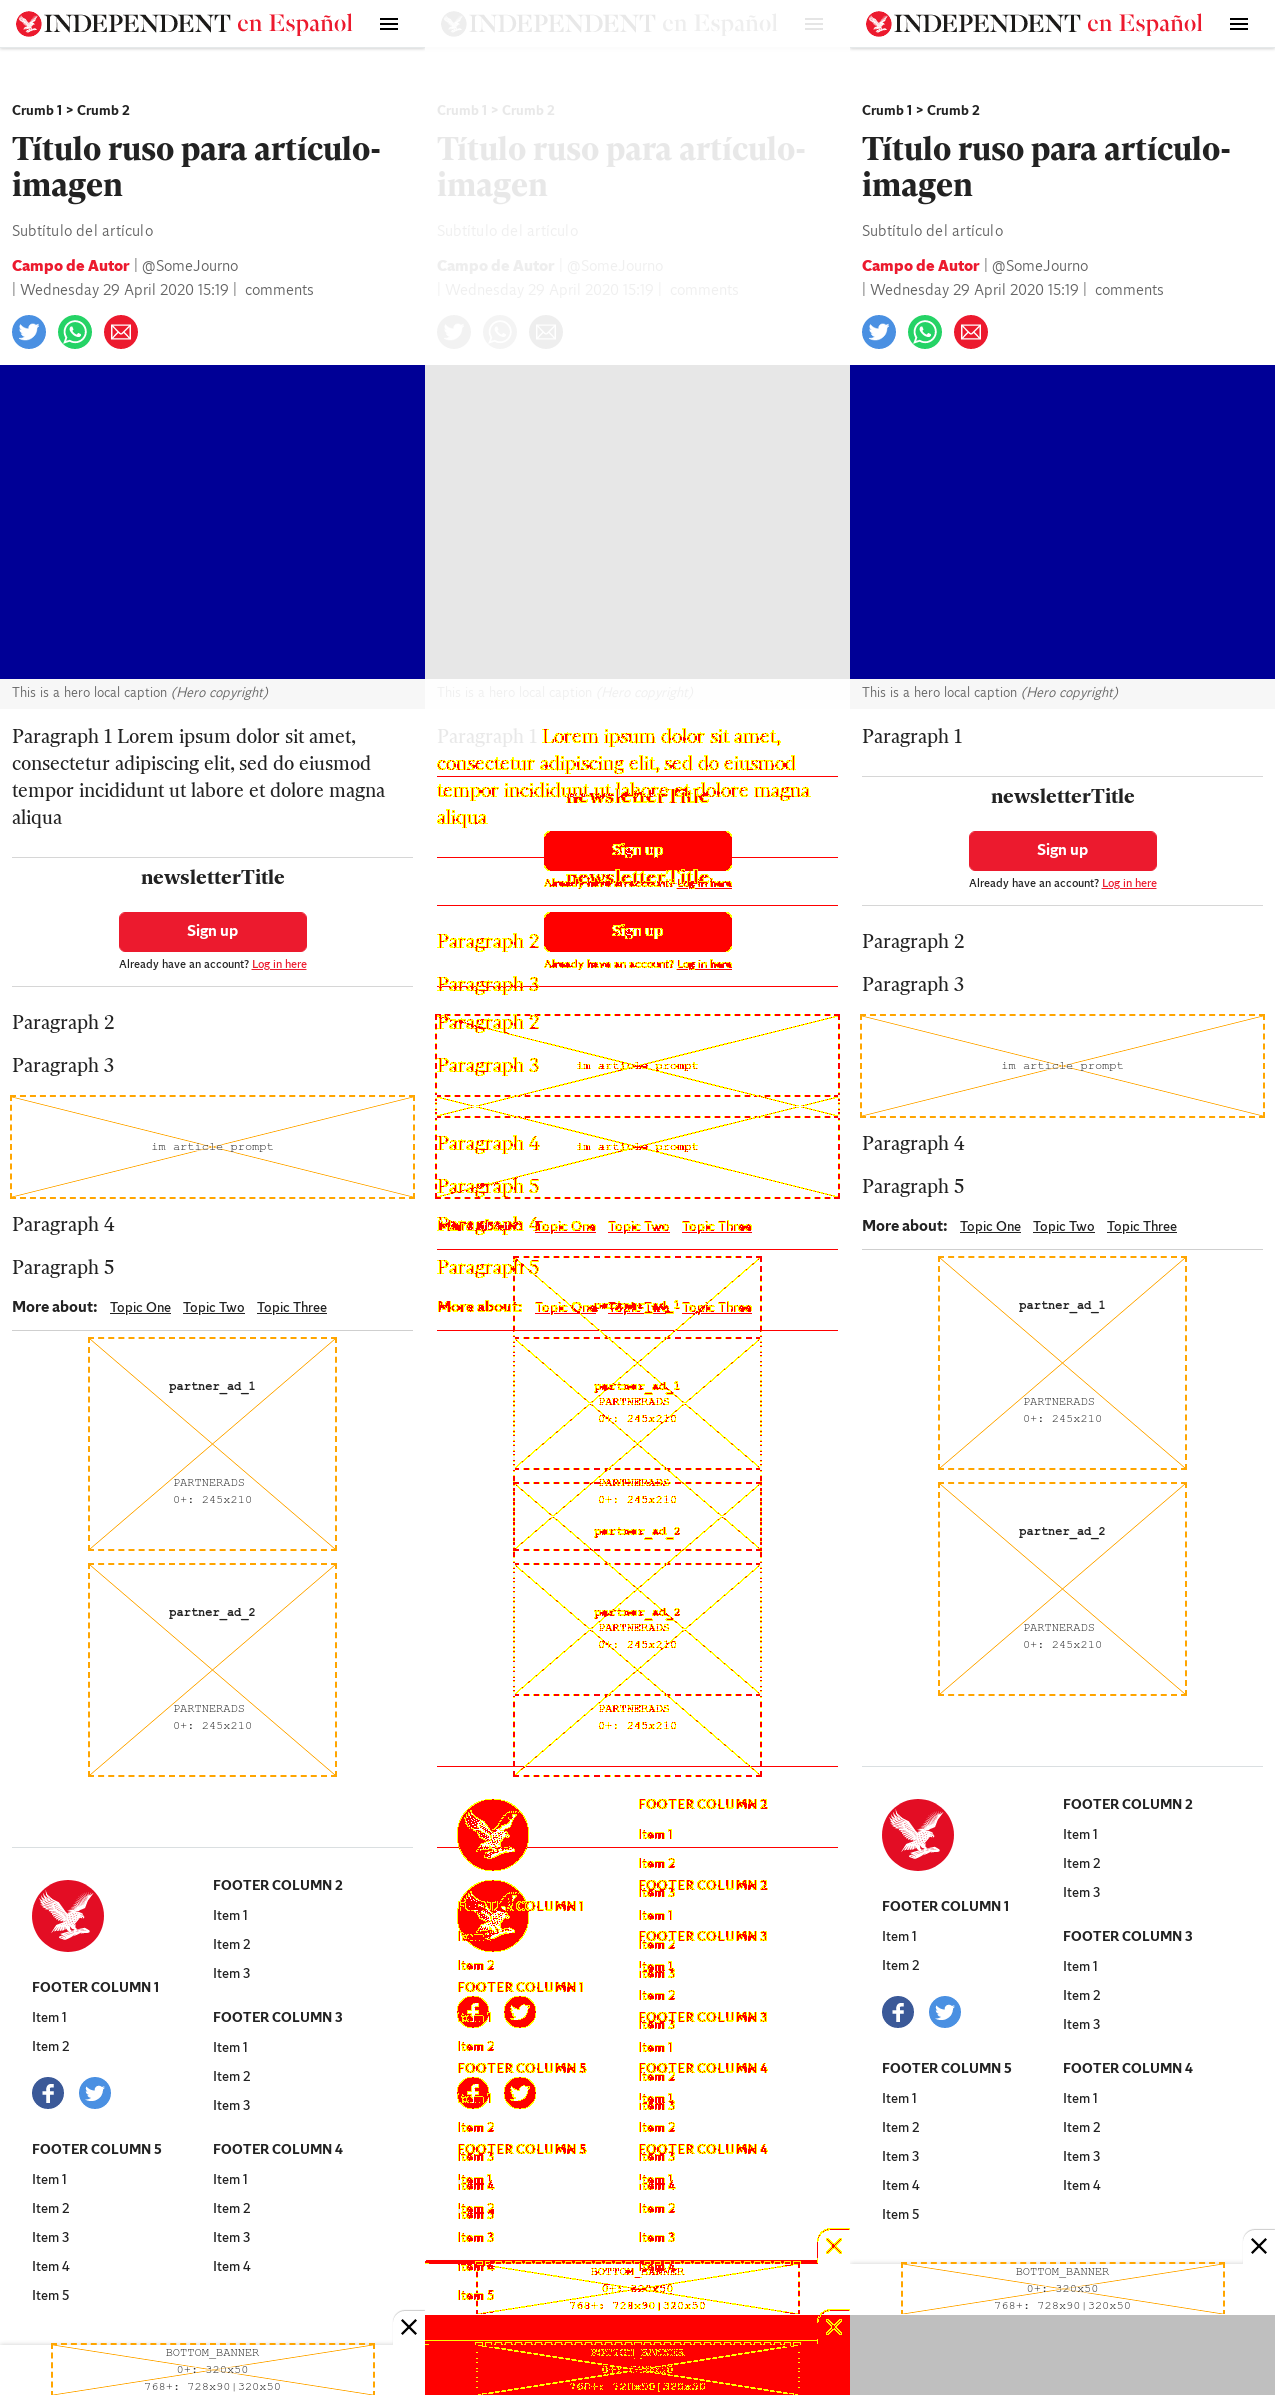 INDEPENDENT en Español
Crumb 1 > Crumb 2
Título ruso para artículo-
imagen
Subtítulo del artículo
Campo de Autor | @SomeJourno
| Wednesday 29 April 2020 15:19 | comments
This is a hero local caption (Hero copyright)
Paragraph 1 Lorem ipsum dolor sit amet,
consectetur adipiscing elit, sed do eiusmod
tempor incididunt ut labore et dolore magna
aliqua
newsletterTitle
Sign up
Already have an account? Log in here
Paragraph 2
Paragraph 3
im article prompt
Paragraph 4
Paragraph 5
More about: Topic One Topic Two Topic Three
partner_ad_1
PARTNERADS
0+: 245x210
partner_ad_2
PARTNERADS
0+: 245x210
FOOTER COLUMN 1
Item 1
Item 2
FOOTER COLUMN 2
Item 1
Item 2
Item 3
FOOTER COLUMN 3
Item 1
Item 2
Item 3
FOOTER COLUMN 5
Item 1
Item 2
Item 3
Item 4
Item 5
FOOTER COLUMN 4
Item 1
Item 2
Item 3
Item 4
BOTTOM_BANNER
0+: 320x50
768+: 728x90|320x50
INDEPENDENT en Español
Crumb 1 > Crumb 2
Título ruso para artículo-
imagen
Subtítulo del artículo
Campo de Autor | @SomeJourno
| Wednesday 29 April 2020 15:19 | comments
This is a hero local caption (Hero copyright)
Paragraph 1 Lorem ipsum dolor sit amet,
consectetur adipiscing elit, sed do eiusmod
tempor incididunt ut labore et dolore magna
aliqua
newsletterTitle
Sign up
Already have an account? Log in here
newsletterTitle
Sign up
Already have an account? Log in here
Paragraph 2
Paragraph 3
Paragraph 2
Paragraph 3
im article prompt
Paragraph 4
im article prompt
Paragraph 5
Paragraph 4
Topic One Topic Two Topic Three
Paragraph 5
More about: Topic One Topic Two Topic Three
partner_ad_1
partner_ad_1
PARTNERADS
0+: 245x210
PARTNERADS
0+: 245x210
partner_ad_2
partner_ad_2
PARTNERADS
0+: 245x210
PARTNERADS
0+: 245x210
FOOTER COLUMN 1
Item 2
FOOTER COLUMN 1
Item 2
FOOTER COLUMN 5
Item 2
Item 3
FOOTER COLUMN 5
Item 3
Item 5
FOOTER COLUMN 2
Item 1
Item 2
FOOTER COLUMN 2
Item 1
FOOTER COLUMN 3
Item 2
FOOTER COLUMN 3
Item 1
FOOTER COLUMN 4
Item 2
FOOTER COLUMN 4
Item 2
Item 3
BOTTOM_BANNER
0+: 320x50
768+: 728x90|320x50
BOTTOM_BANNER
0+: 320x50
768+: 728x90|320x50
INDEPENDENT en Español
Crumb 1 > Crumb 2
Título ruso para artículo-
imagen
Subtítulo del artículo
Campo de Autor | @SomeJourno
| Wednesday 29 April 2020 15:19 | comments
This is a hero local caption (Hero copyright)
Paragraph 1
newsletterTitle
Sign up
Already have an account? Log in here
Paragraph 2
Paragraph 3
im article prompt
Paragraph 4
Paragraph 5
More about: Topic One Topic Two Topic Three
partner_ad_1
PARTNERADS
0+: 245x210
partner_ad_2
PARTNERADS
0+: 245x210
FOOTER COLUMN 1
Item 1
Item 2
FOOTER COLUMN 2
Item 1
Item 2
Item 3
FOOTER COLUMN 3
Item 1
Item 2
Item 3
FOOTER COLUMN 5
Item 1
Item 2
Item 3
Item 4
Item 5
FOOTER COLUMN 4
Item 1
Item 2
Item 3
Item 4
BOTTOM_BANNER
0+: 320x50
768+: 728x90|320x50